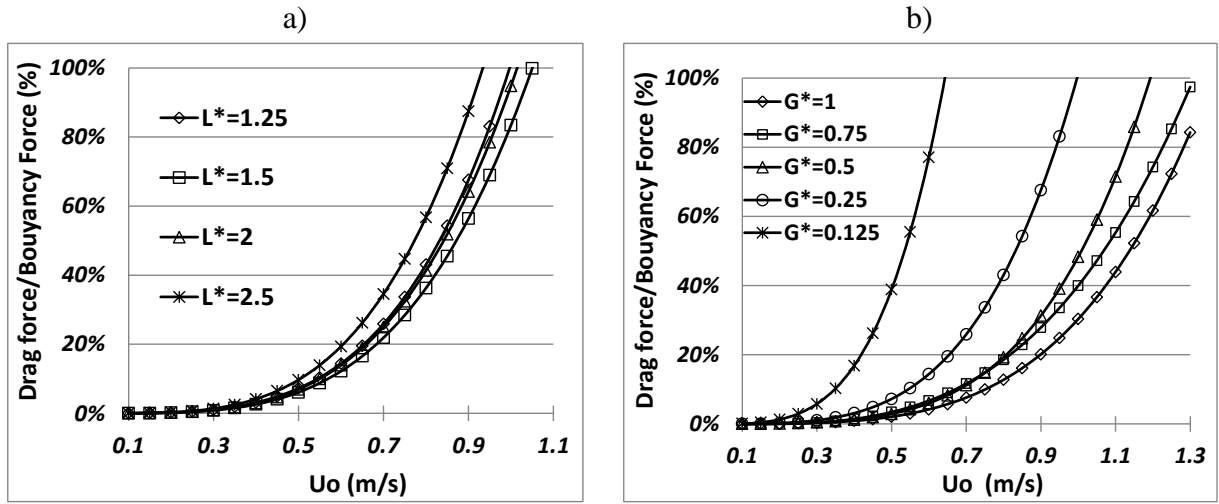 a)
Drag force/Bouyancy Force (%)
100%
80%
60%
40%
20%
0%
L*=1.25
L*=1.5
L*=2
L*=2.5
0.1 0.3 0.5 0.7 0.9 1.1
Uo (m/s)
b)
Drag force/Bouyancy Force (%)
100%
80%
60%
40%
20%
0%
G*=1
G*=0.75
G*=0.5
G*=0.25
G*=0.125
0.1 0.3 0.5 0.7 0.9 1.1 1.3
Uo (m/s)